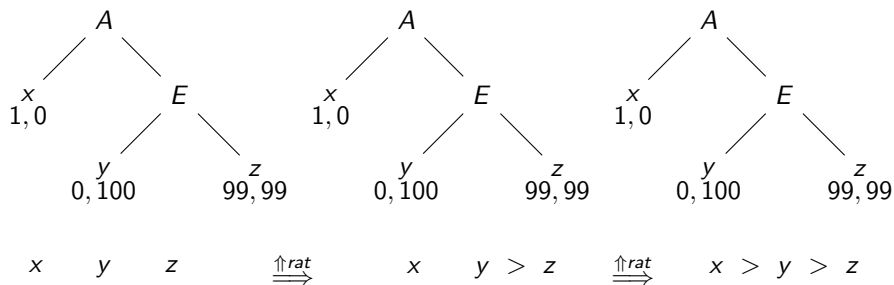 A A A
x E x E x E
1, 0 1, 0 1, 0
y z y z y z
0, 100 99, 99 0, 100 99, 99 0, 100 99, 99
x y z ⇑rat ⟹ x y > z ⇑rat ⟹ x > y > z